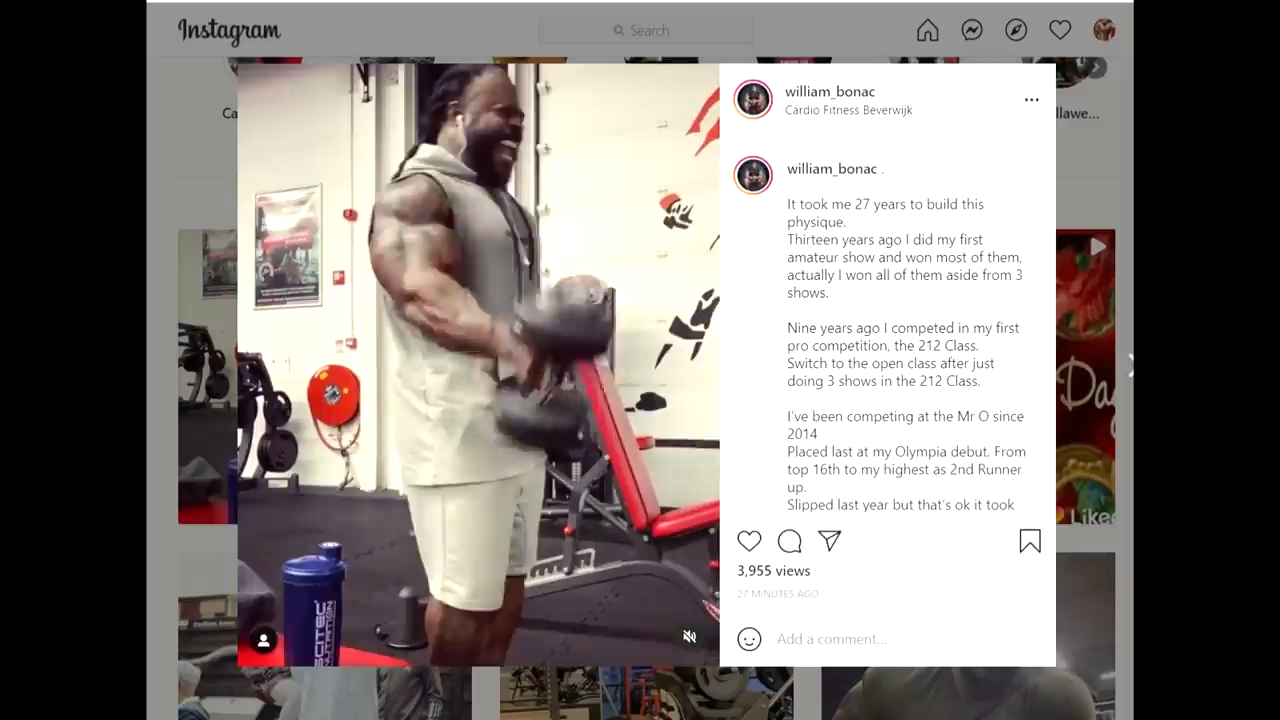 Instagram
Search
Ca
llawe...
william_bonac
Cardio Fitness Beverwijk
...
william_bonac .
It took me 27 years to build this
physique.
Thirteen years ago I did my first
amateur show and won most of them,
actually I won all of them aside from 3
shows.
Nine years ago I competed in my first
pro competition, the 212 Class.
Switch to the open class after just
doing 3 shows in the 212 Class.
I've been competing at the Mr O since
2014
Placed last at my Olympia debut. From
top 16th to my highest as 2nd Runner
up.
Slipped last year but that's ok it took
3,955 views
27 MINUTES AGO
Add a comment...
SCITEC
NUTRITION
Da
Liked